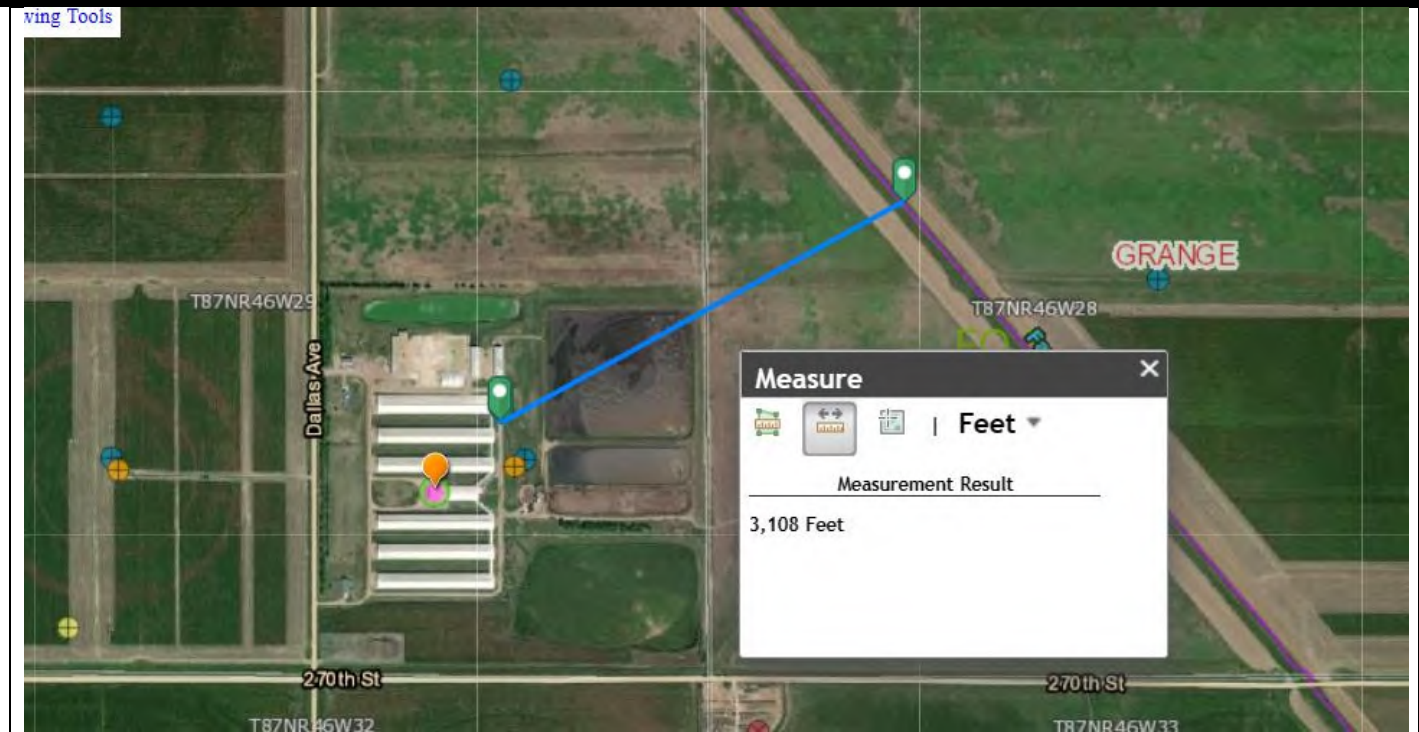 ving Tools
GRANGE
T87NR46W29
T87NR46W28
Dallas Ave
Measure
| Feet
Measurement Result
3,108 Feet
270th St
270th St
T87NR46W32
T87NR46W33